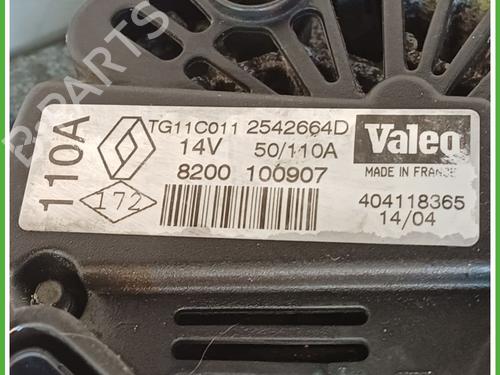 B-PARTS
110A
TG11C011 2542664D
14V 50/110A
8200 100907
172
Valeo
MADE IN FRANCE
404118365
14/04